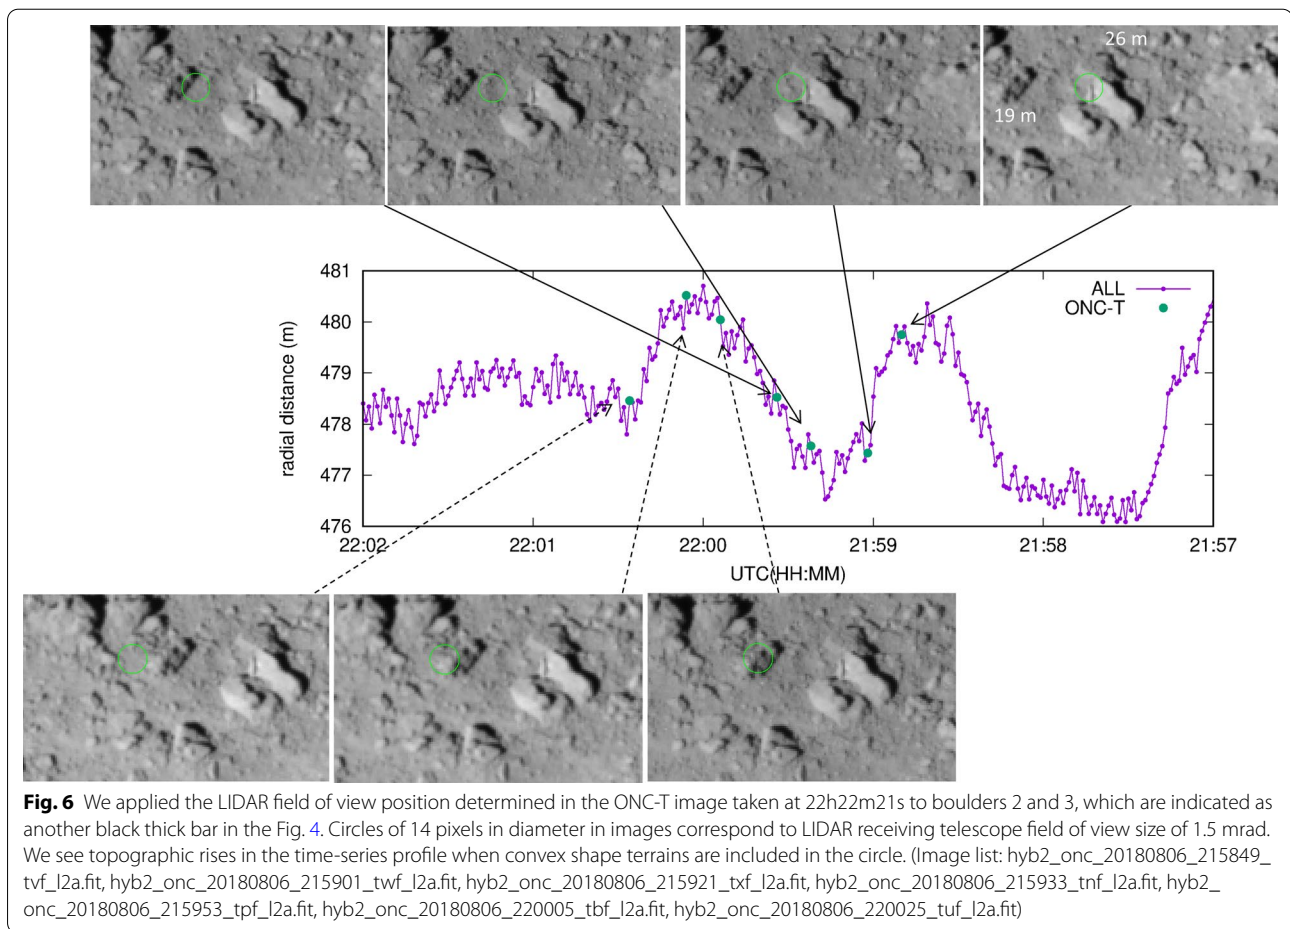 26 m
19 m
481
480
479
478
477
476
radial distance (m)
ALL
ONC-T
22:02
22:01
22:00
21:59
21:58
21:57
UTC(HH:MM)
Fig. 6 We applied the LIDAR field of view position determined in the ONC-T image taken at 22h22m21s to boulders 2 and 3, which are indicated as
another black thick bar in the Fig. 4. Circles of 14 pixels in diameter in images correspond to LIDAR receiving telescope field of view size of 1.5 mrad.
We see topographic rises in the time-series profile when convex shape terrains are included in the circle. (Image list: hyb2_onc_20180806_215849_
tvf_l2a.fit, hyb2_onc_20180806_215901_twf_l2a.fit, hyb2_onc_20180806_215921_txf_l2a.fit, hyb2_onc_20180806_215933_tnf_l2a.fit, hyb2_
onc_20180806_215953_tpf_l2a.fit, hyb2_onc_20180806_220005_tbf_l2a.fit, hyb2_onc_20180806_220025_tuf_l2a.fit)